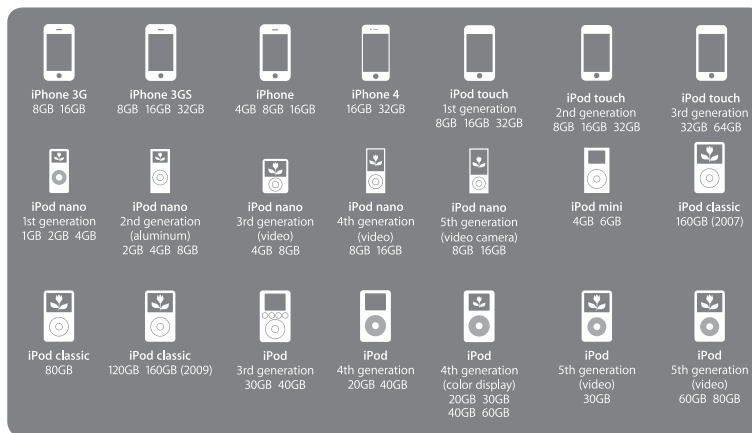 iPhone 3G
8GB 16GB
iPhone 3GS
8GB 16GB 32GB
iPhone
4GB 8GB 16GB
iPhone 4
16GB 32GB
iPod touch
1st generation
8GB 16GB 32GB
iPod touch
2nd generation
8GB 16GB 32GB
iPod touch
3rd generation
32GB 64GB
iPod nano
1st generation
1GB 2GB 4GB
iPod nano
2nd generation
(aluminum)
2GB 4GB 8GB
iPod nano
3rd generation
(video)
4GB 8GB
iPod nano
4th generation
(video)
8GB 16GB
iPod nano
5th generation
(video camera)
8GB 16GB
iPod mini
4GB 6GB
iPod classic
160GB (2007)
iPod classic
80GB
iPod classic
120GB 160GB (2009)
iPod
3rd generation
30GB 40GB
iPod
4th generation
20GB 40GB
iPod
4th generation
(color display)
20GB 30GB
40GB 60GB
iPod
5th generation
(video)
30GB
iPod
5th generation
(video)
60GB 80GB